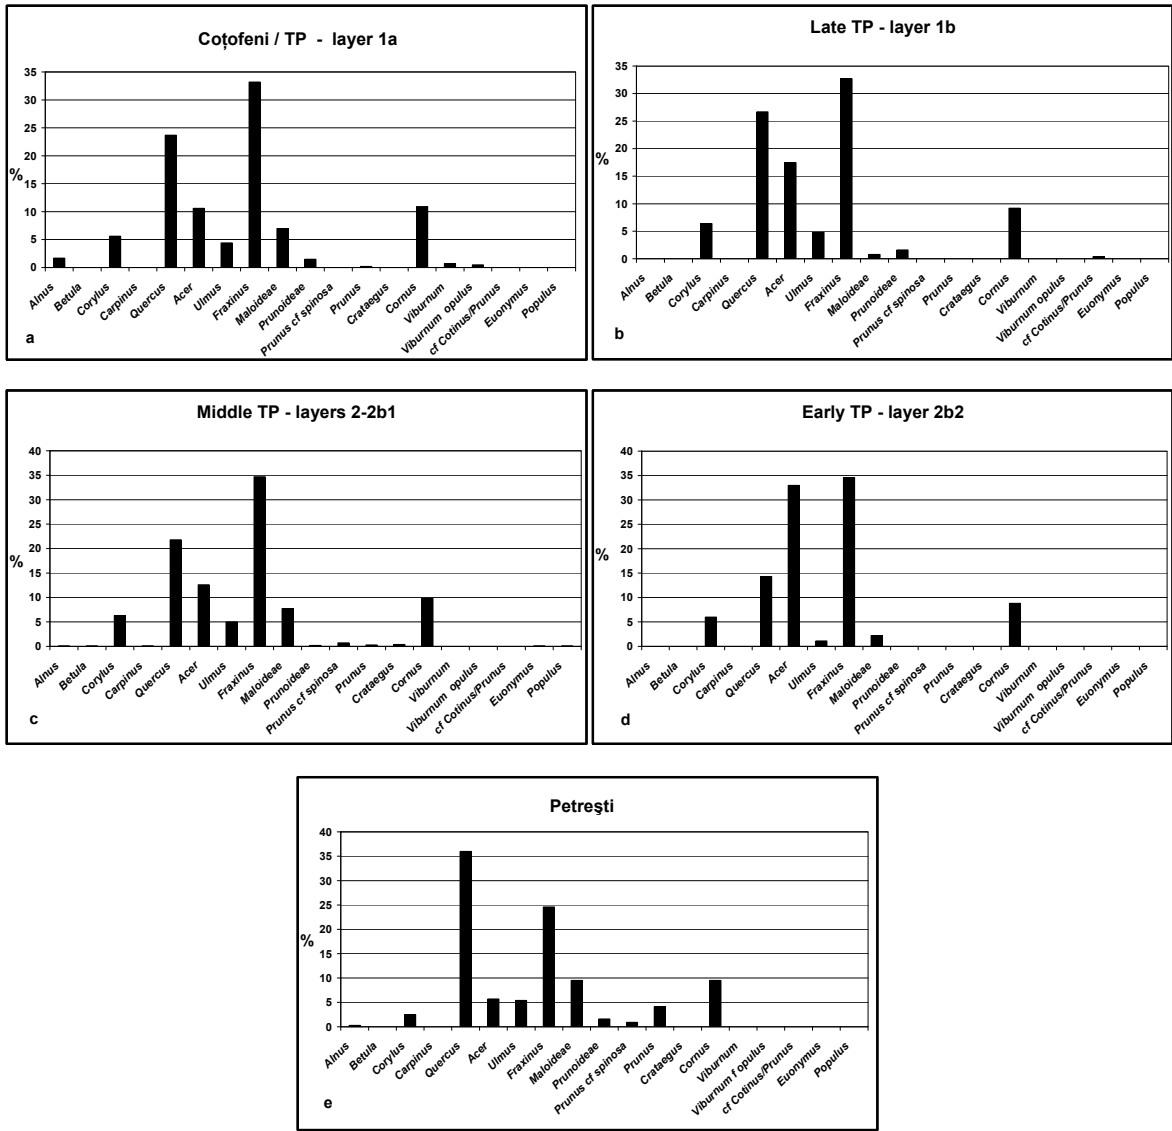 Coțofeni / TP - layer 1a
35
30
25
20
15
10
5
0
%
Alnus
Betula
Corylus
Carpinus
Quercus
Acer
Ulmus
Fraxinus
Maloideae
Prunoideae
Prunus cf spinosa
Prunus
Crataegus
Cornus
Viburnum
Viburnum opulus
cf Cotinus/Prunus
Euonymus
Populus
a
Late TP - layer 1b
35
30
25
20
15
10
5
0
%
Alnus
Betula
Corylus
Carpinus
Quercus
Acer
Ulmus
Fraxinus
Maloideae
Prunoideae
Prunus cf spinosa
Prunus
Crataegus
Cornus
Viburnum
Viburnum opulus
cf Cotinus/Prunus
Euonymus
Populus
b
Middle TP - layers 2-2b1
40
35
30
25
20
15
10
5
0
%
Alnus
Betula
Corylus
Carpinus
Quercus
Acer
Ulmus
Fraxinus
Maloideae
Prunoideae
Prunus cf spinosa
Prunus
Crataegus
Cornus
Viburnum
Viburnum opulus
cf Cotinus/Prunus
Euonymus
Populus
c
Early TP - layer 2b2
40
35
30
25
20
15
10
5
0
%
Alnus
Betula
Corylus
Carpinus
Quercus
Acer
Ulmus
Fraxinus
Maloideae
Prunoideae
Prunus cf spinosa
Prunus
Crataegus
Cornus
Viburnum
Viburnum opulus
cf Cotinus/Prunus
Euonymus
Populus
d
Petreşti
40
35
30
25
20
15
10
5
0
%
Alnus
Betula
Corylus
Carpinus
Quercus
Acer
Ulmus
Fraxinus
Maloideae
Prunoideae
Prunus cf spinosa
Prunus
Crataegus
Cornus
Viburnum
Viburnum f opulus
cf Cotinus/Prunus
Euonymus
Populus
e